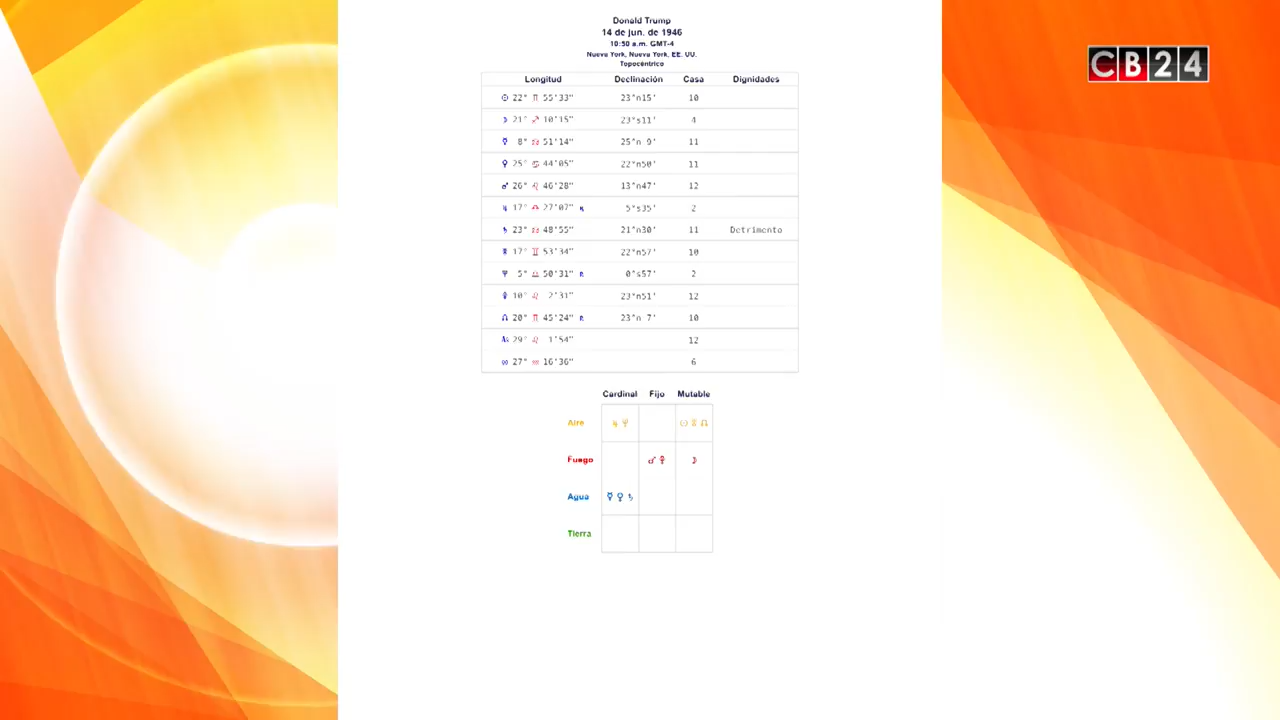 Donald Trump
14 de jun. de 1946
10:50 a.m. GMT-4
Nueva York, Nueva York, EE. UU.
Topocéntrico
CB24
Longitud Declinación Casa Dignidades
☉ 22° ♊ 55'33" 23°n15' 10
☽ 21° ♐ 10'15" 23°s11' 4
☿ 8° ♋ 51'14" 25°n 9' 11
♀ 25° ♋ 44'05" 22°n50' 11
♂ 26° ♌ 46'28" 13°n47' 12
♃ 17° ♎ 27'07" ℞ 5°s35' 2
♄ 23° ♋ 48'55" 21°n30' 11 Detrimento
♅ 17° ♊ 53'34" 22°n57' 10
♆ 5° ♎ 50'31" ℞ 0°s57' 2
♇ 10° ♌ 2'31" 23°n51' 12
☊ 20° ♊ 45'24" ℞ 23°n 7' 10
As 29° ♌ 1'54" 12
27° 16'36" 6
Cardinal Fijo Mutable
Aire ♃ ♆ ☉ ♅ ☊
Fuego ♂ ♇ ☽
Agua ☿ ♀ ♄
Tierra